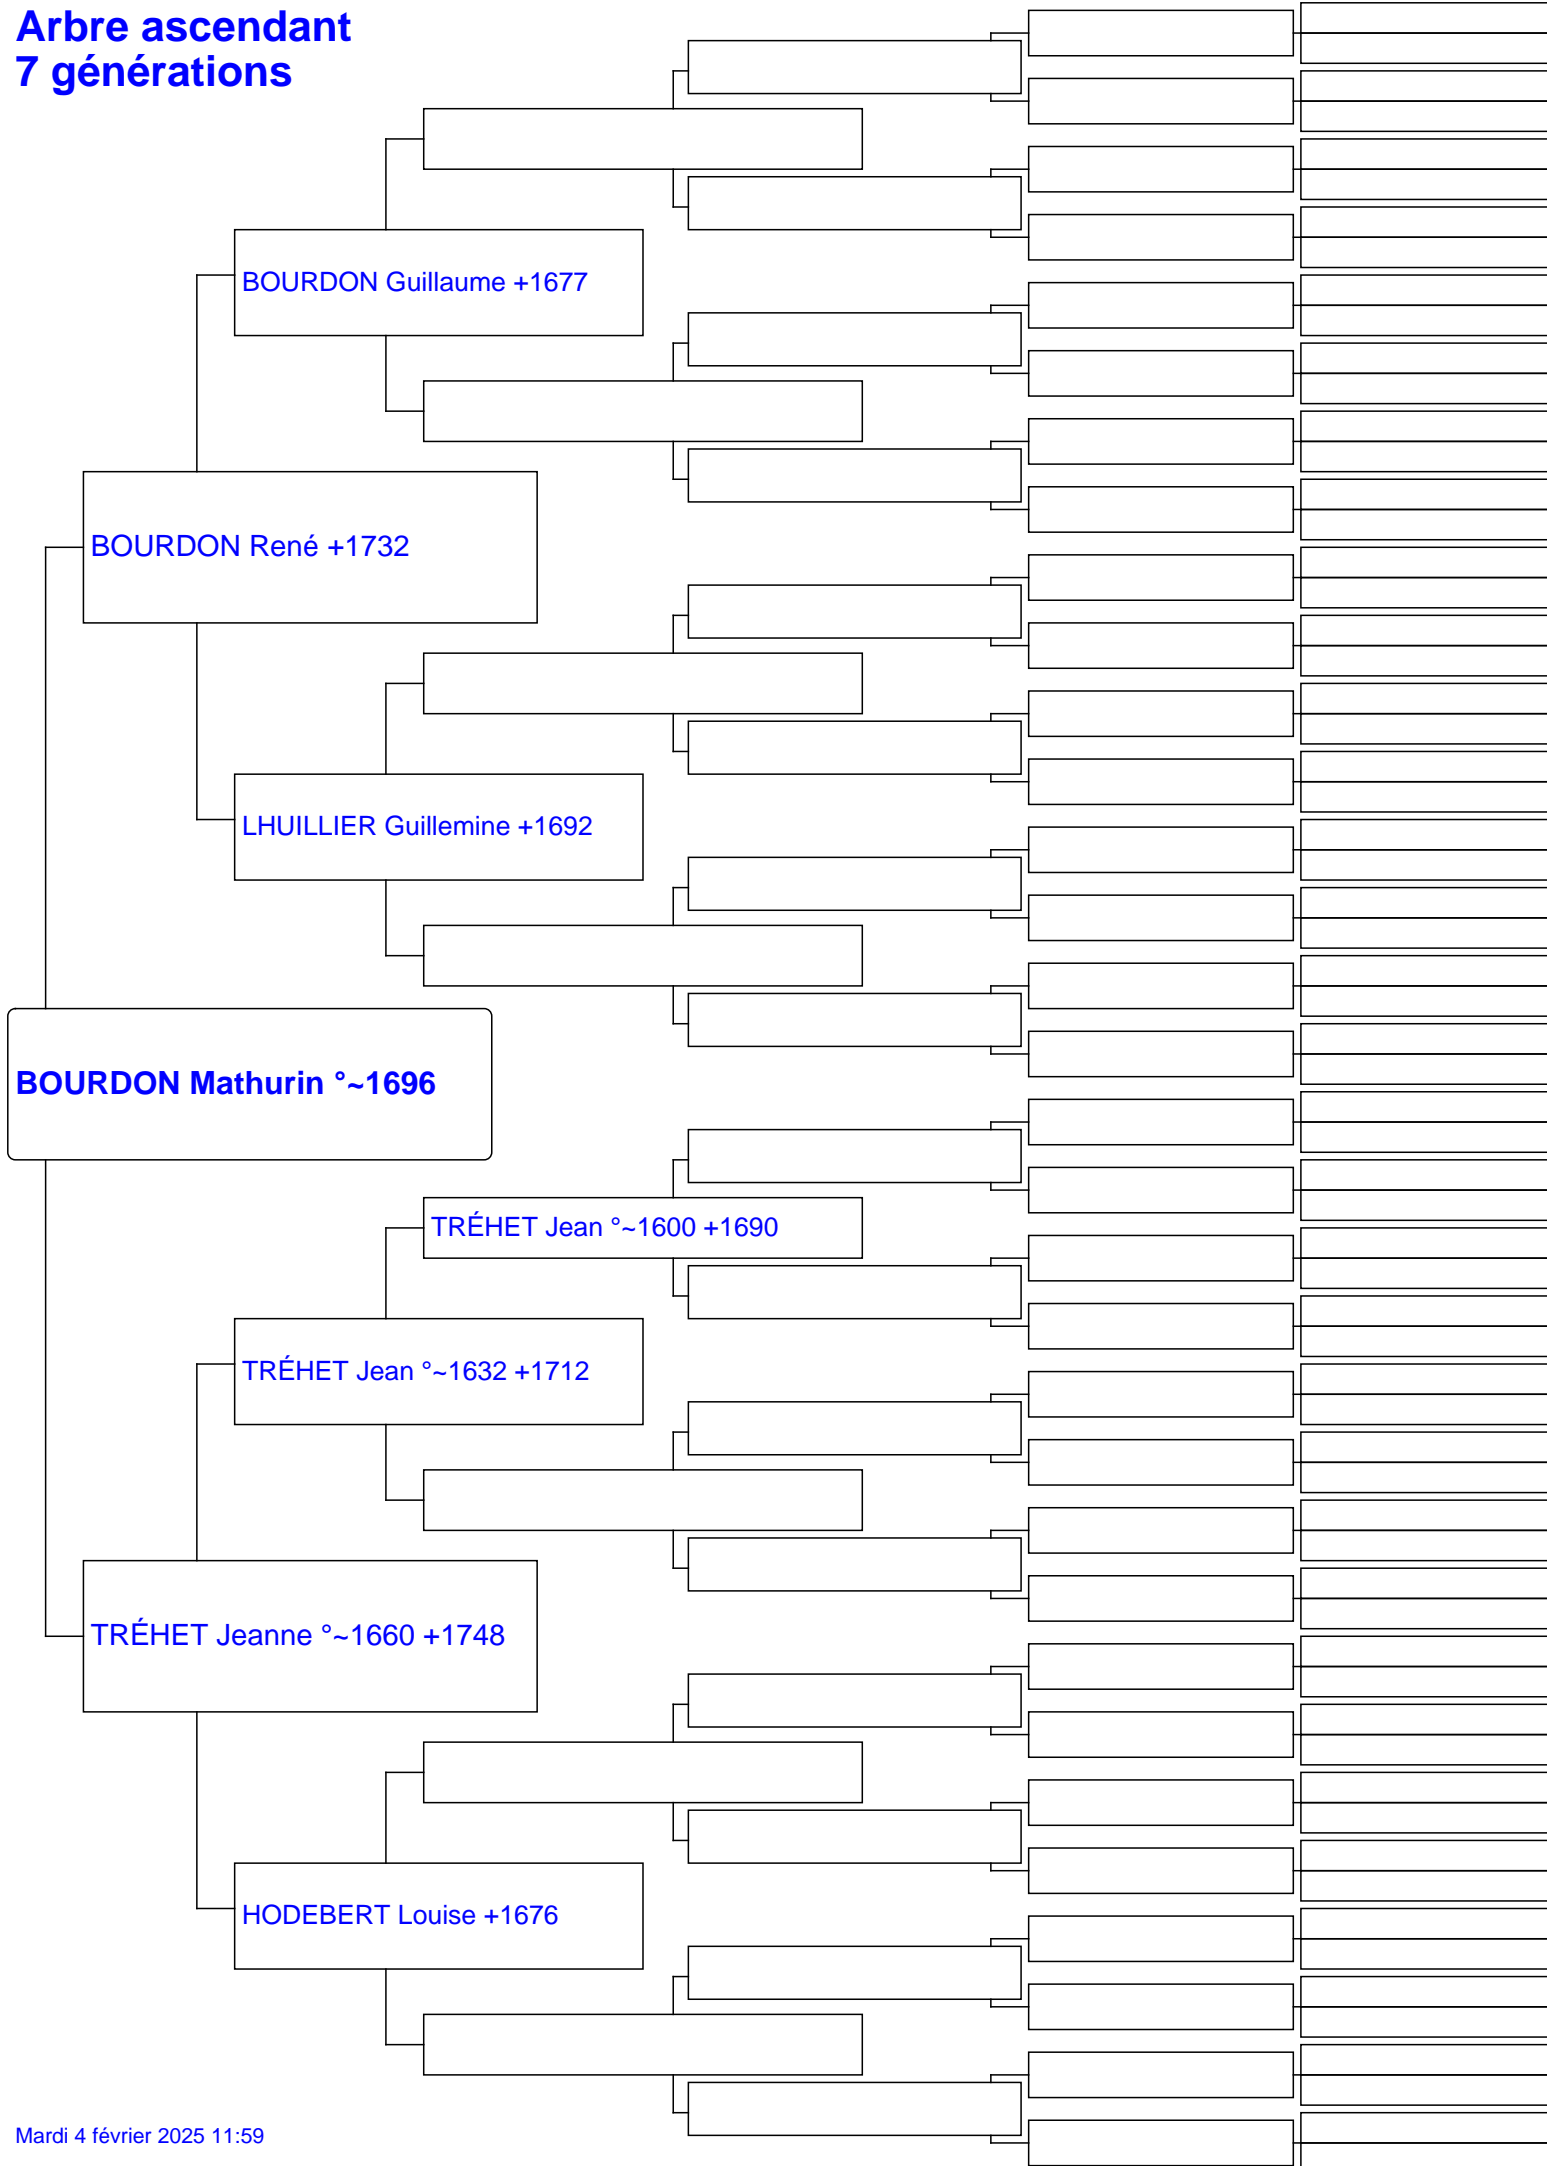 Arbre ascendant
7 générations
BOURDON Guillaume +1677
BOURDON René +1732
LHUILLIER Guillemine +1692
BOURDON Mathurin °~1696
TRÉHET Jean °~1600 +1690
TRÉHET Jean °~1632 +1712
TRÉHET Jeanne °~1660 +1748
HODEBERT Louise +1676
Mardi 4 février 2025 11:59